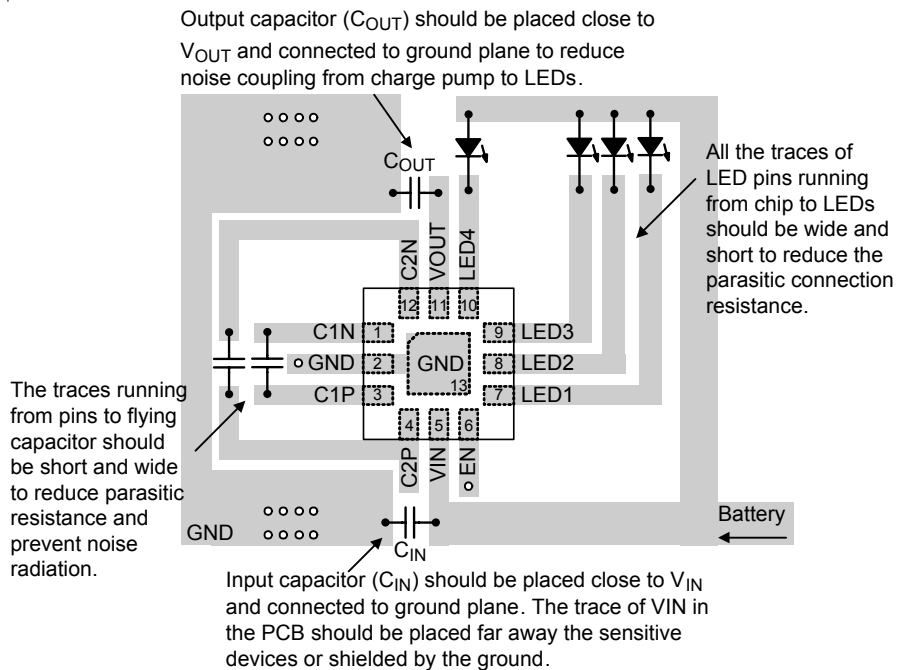 Output capacitor (COUT) should be placed close to
VOUT and connected to ground plane to reduce
noise coupling from charge pump to LEDs.
COUT
All the traces of
LED pins running
from chip to LEDs
should be wide and
short to reduce the
parasitic connection
resistance.
C2N
VOUT
LED4
12
11
10
C1N 1
9 LED3
GND 2
GND
8 LED2
13
C1P 3
7 LED1
4
5
6
C2P
VIN
EN
The traces running
from pins to flying
capacitor should
be short and wide
to reduce parasitic
resistance and
prevent noise
radiation.
GND
Battery
CIN
Input capacitor (CIN) should be placed close to VIN
and connected to ground plane. The trace of VIN in
the PCB should be placed far away the sensitive
devices or shielded by the ground.